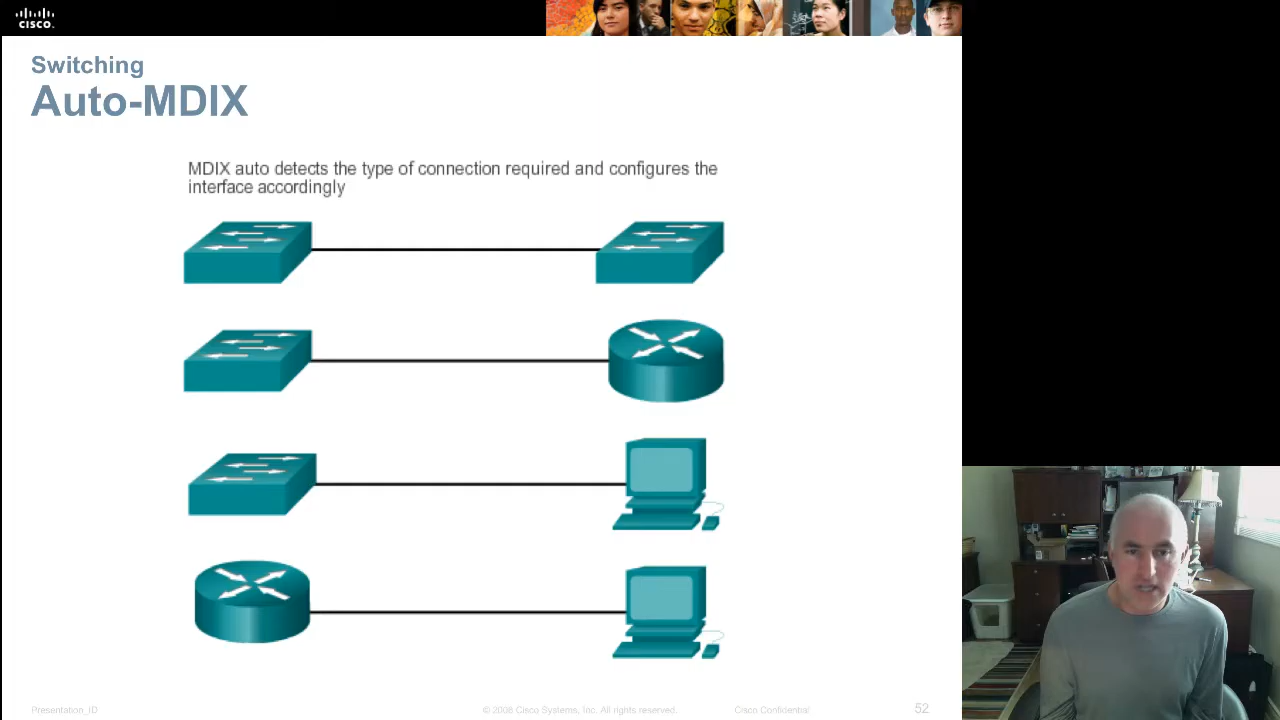 CISCO
Switching
Auto-MDIX
MDIX auto detects the type of connection required and configures the
interface accordingly
Presentation_ID
© 2008 Cisco Systems, Inc. All rights reserved.
Cisco Confidential
52